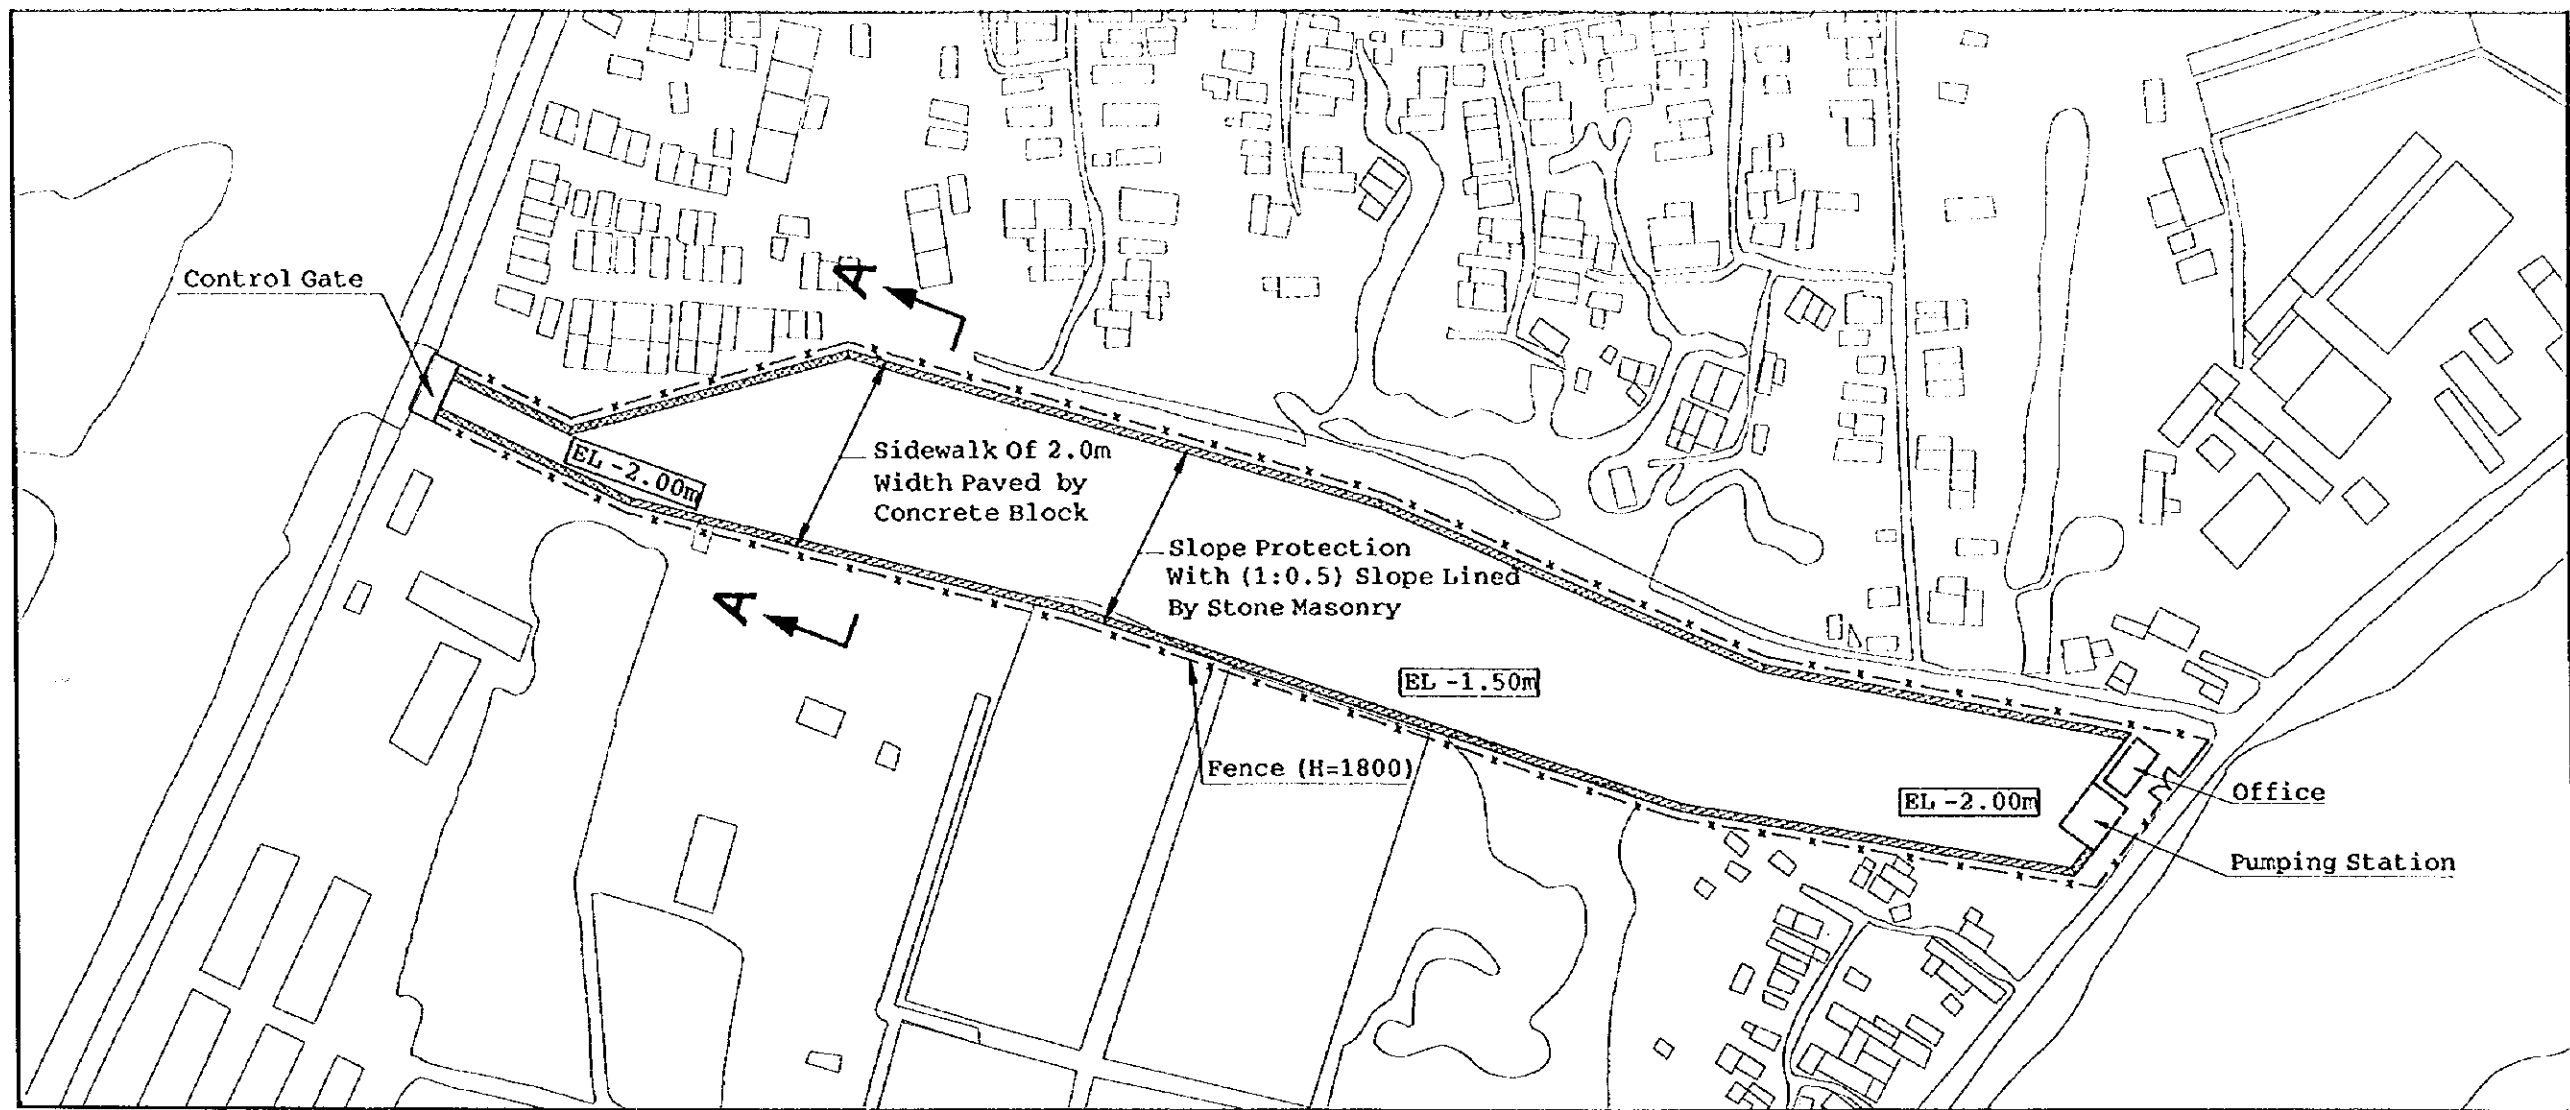 A
Control Gate
Sidewalk Of 2.0m
Width Paved by
Concrete Block
EL -2.00m
Slope Protection
With (1:0.5) Slope Lined
By Stone Masonry
A
EL -1.50m
Fence (H=1800)
EL -2.00m
Office
Pumping Station